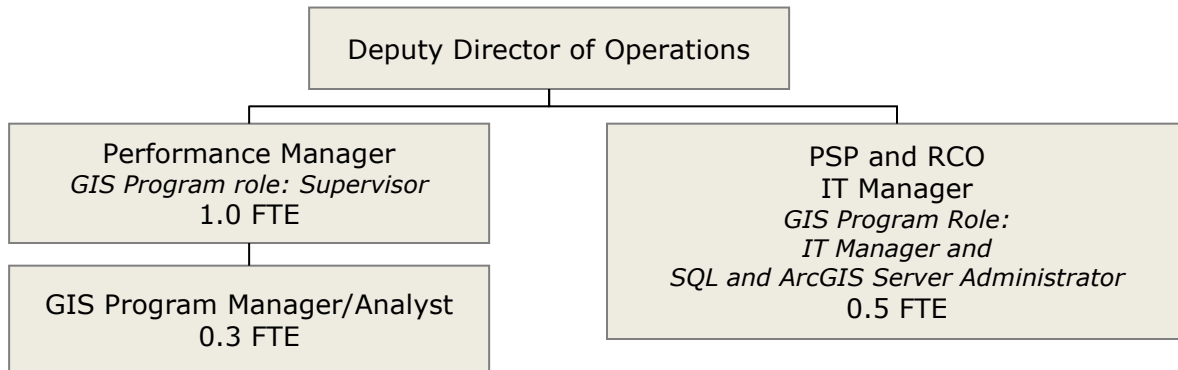 Deputy Director of Operations
Performance Manager
GIS Program role: Supervisor
1.0 FTE
GIS Program Manager/Analyst
0.3 FTE
PSP and RCO
IT Manager
GIS Program Role:
IT Manager and
SQL and ArcGIS Server Administrator
0.5 FTE